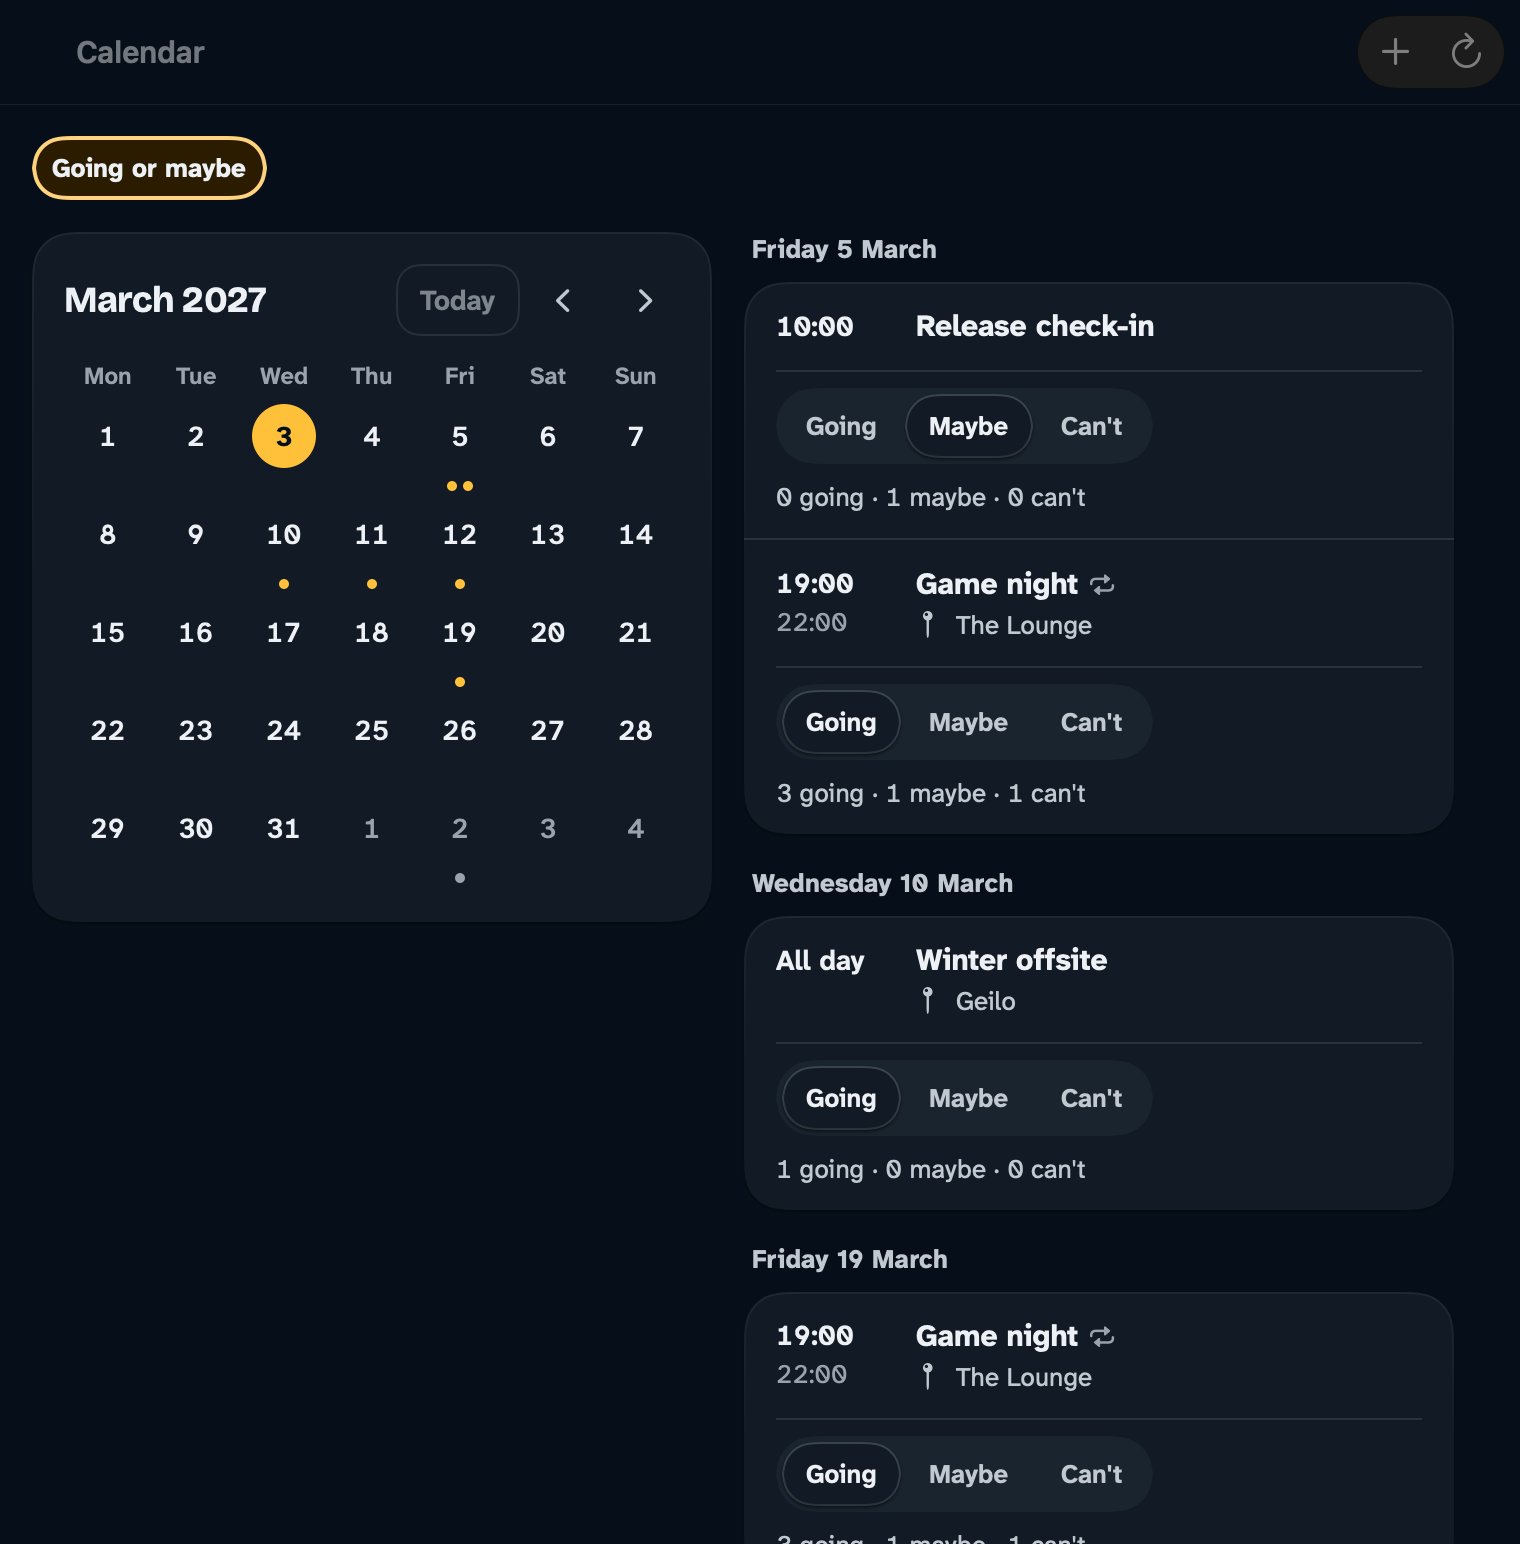 Calendar
Going or maybe
March 2027
Today
Mon Tue Wed Thu Fri Sat Sun
1 2 3 4 5 6 7
8 9 10 11 12 13 14
15 16 17 18 19 20 21
22 23 24 25 26 27 28
29 30 31 1 2 3 4
Friday 5 March
10:00 Release check-in
Going Maybe Can't
0 going · 1 maybe · 0 can't
19:00 Game night
22:00 The Lounge
Going Maybe Can't
3 going · 1 maybe · 1 can't
Wednesday 10 March
All day Winter offsite
Geilo
Going Maybe Can't
1 going · 0 maybe · 0 can't
Friday 19 March
19:00 Game night
22:00 The Lounge
Going Maybe Can't
3 going · 1 maybe · 1 can't